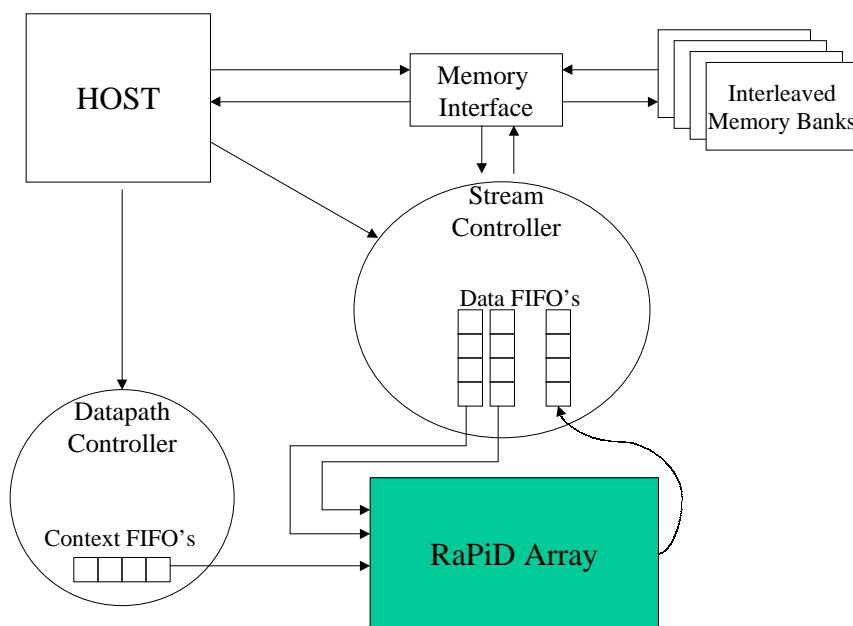 HOST
Memory
Interface
Interleaved
Memory Banks
Stream
Controller
Data FIFO’s
Datapath
Controller
Context FIFO’s
RaPiD Array